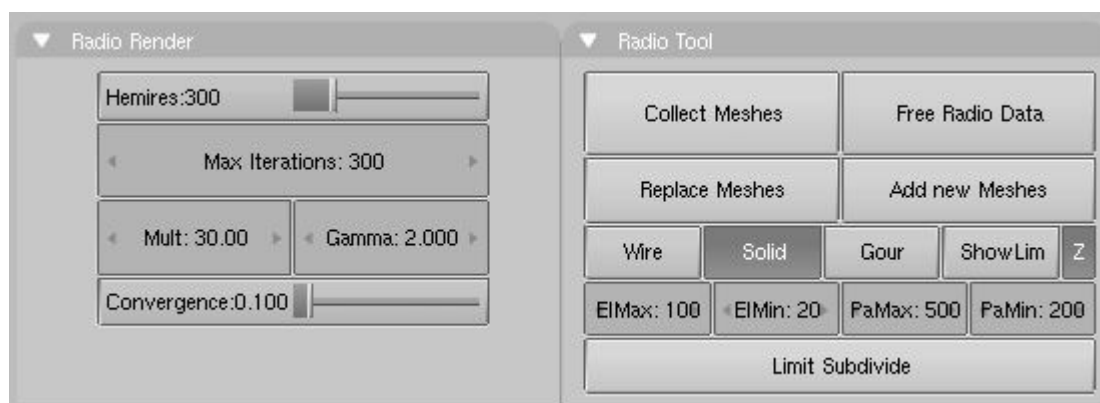 Radio Render
Hemires:300
Max Iterations: 300
Mult: 30.00
Gamma: 2.000
Convergence:0.100
Radio Tool
Collect Meshes
Free Radio Data
Replace Meshes
Add new Meshes
Wire
Solid
Gour
ShowLim
Z
ElMax: 100
ElMin: 20
PaMax: 500
PaMin: 200
Limit Subdivide